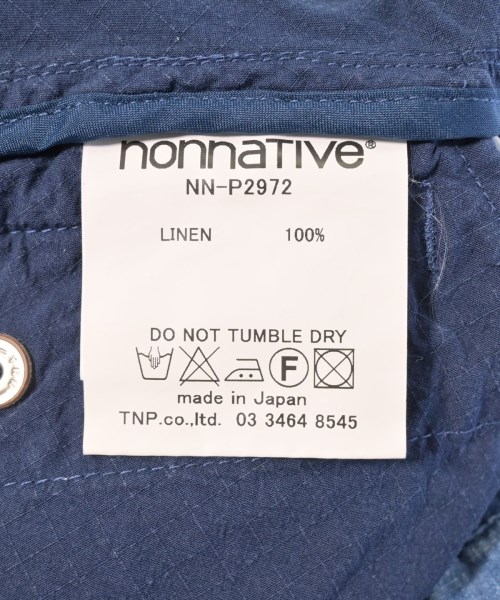 nonnative®
NN-P2972
LINEN 100%
DO NOT TUMBLE DRY
F
made in Japan
TNP.co.,ltd. 03 3464 8545